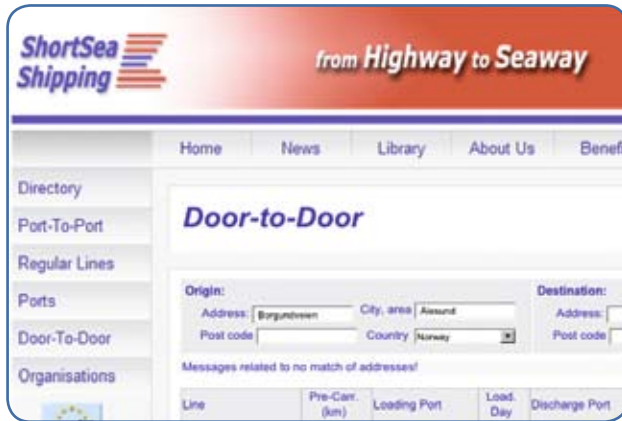 ShortSea
Shipping
from Highway to Seaway
Home News Library About Us Benef
Directory
Port-To-Port
Regular Lines
Ports
Door-To-Door
Organisations
Door-to-Door
Origin: Destination:
Address: Borgundveien City, area Alesund Address:
Post code Country Norway Post code
Messages related to no match of addresses!
Line Pre-Carr. (km) Loading Port Load. Day Discharge Port